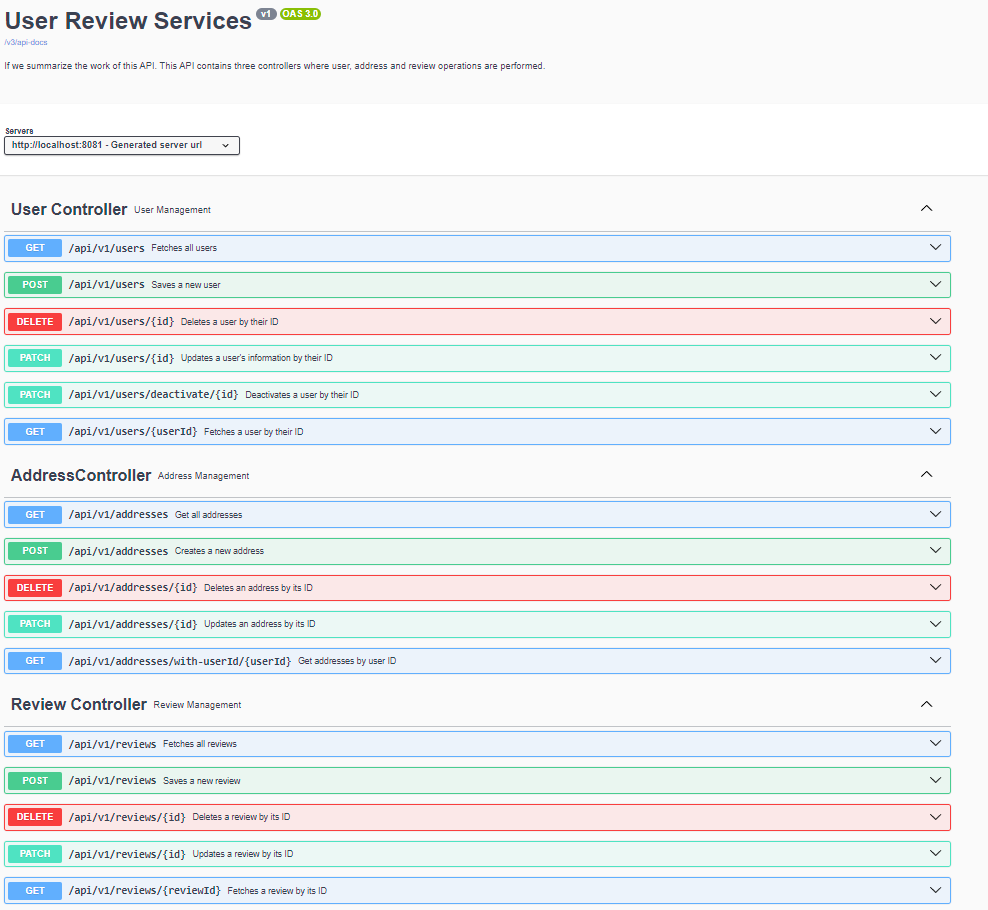 User Review Services v1 OAS 3.0
/v3/api-docs
If we summarize the work of this API. This API contains three controllers where user, address and review operations are performed.
Servers
http://localhost:8081 - Generated server url
User Controller User Management
GET /api/v1/users Fetches all users
POST /api/v1/users Saves a new user
DELETE /api/v1/users/{id} Deletes a user by their ID
PATCH /api/v1/users/{id} Updates a user's information by their ID
PATCH /api/v1/users/deactivate/{id} Deactivates a user by their ID
GET /api/v1/users/{userId} Fetches a user by their ID
AddressController Address Management
GET /api/v1/addresses Get all addresses
POST /api/v1/addresses Creates a new address
DELETE /api/v1/addresses/{id} Deletes an address by its ID
PATCH /api/v1/addresses/{id} Updates an address by its ID
GET /api/v1/addresses/with-userId/{userId} Get addresses by user ID
Review Controller Review Management
GET /api/v1/reviews Fetches all reviews
POST /api/v1/reviews Saves a new review
DELETE /api/v1/reviews/{id} Deletes a review by its ID
PATCH /api/v1/reviews/{id} Updates a review by its ID
GET /api/v1/reviews/{reviewId} Fetches a review by its ID